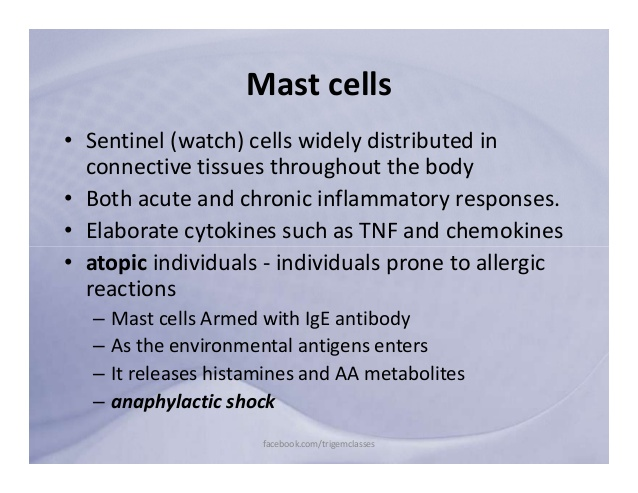 Mast cells
• Sentinel (watch) cells widely distributed in
connective tissues throughout the body
• Both acute and chronic inflammatory responses.
• Elaborate cytokines such as TNF and chemokines
• atopic individuals - individuals prone to allergic
reactions
– Mast cells Armed with IgE antibody
– As the environmental antigens enters
– It releases histamines and AA metabolites
– anaphylactic shock
facebook.com/trigemclasses